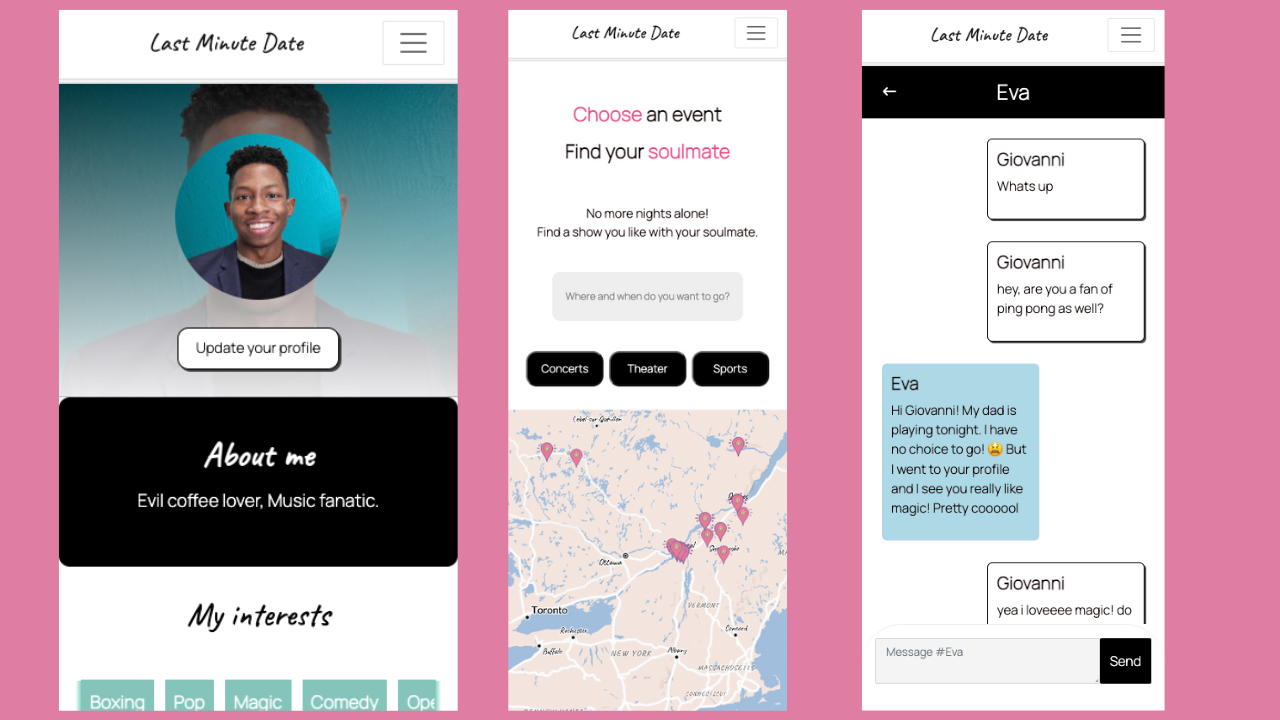 Last Minute Date
Update your profile
About me
Evil coffee lover, Music fanatic.
My interests
Boxing
Pop
Magic
Comedy
Last Minute Date
Choose an event
Find your soulmate
No more nights alone!
Find a show you like with your soulmate.
Where and when do you want to go?
Concerts
Theater
Sports
Ottawa
Toronto
Rochester
Buffalo
Albany
Concord
VERMONT
NEW YORK
MASSACHUSETTS
CONNECTICUT
Last Minute Date
Eva
Giovanni
Whats up
Giovanni
hey, are you a fan of
ping pong as well?
Eva
Hi Giovanni! My dad is
playing tonight. I have
no choice to go! 😫 But
I went to your profile
and I see you really like
magic! Pretty coooool
Giovanni
yea i loveeee magic! do
Message #Eva
Send